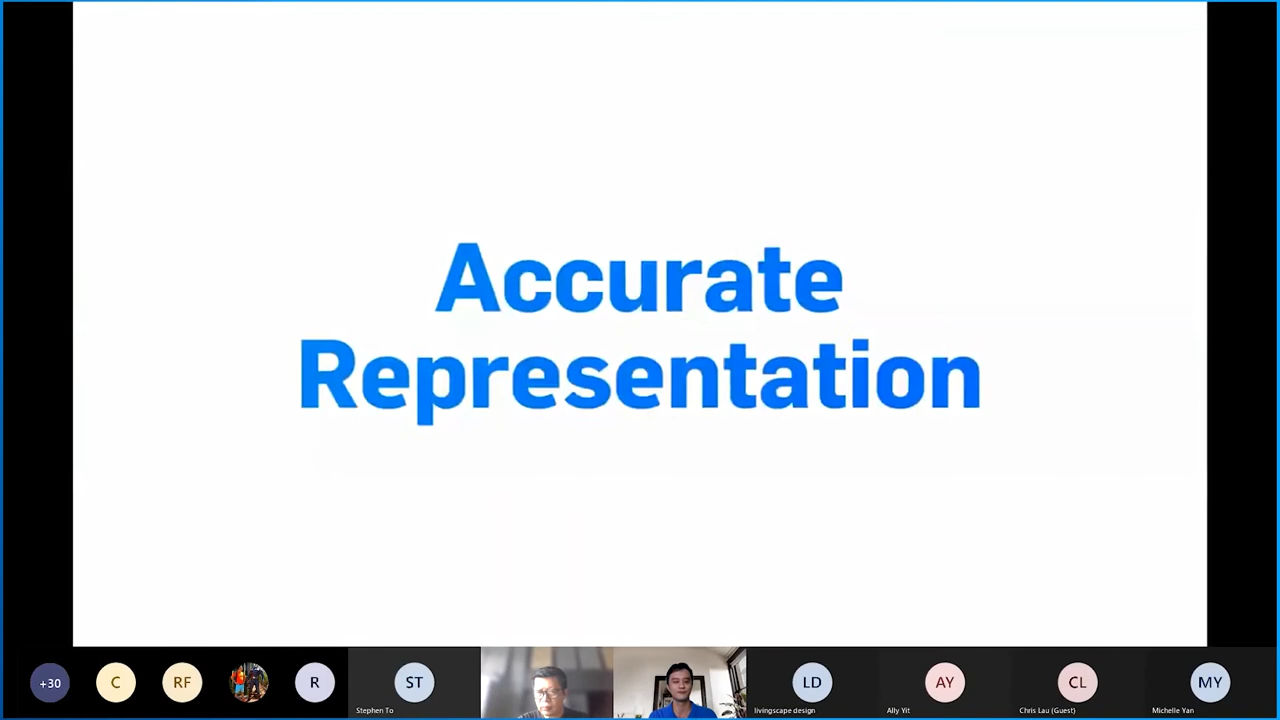 Accurate
Representation
+30
C
RF
R
ST
Stephen To
LD
livingscape design
AY
Ally Yit
CL
Chris Lau (Guest)
MY
Michelle Yan